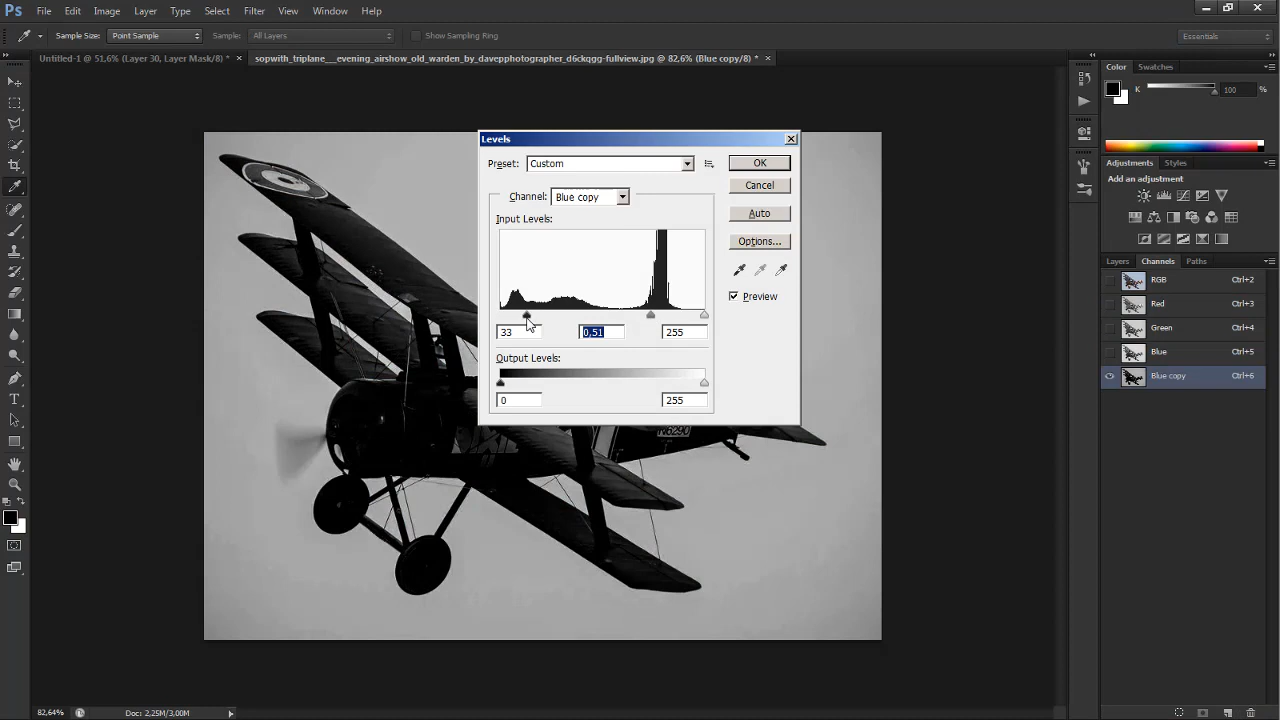 Ps File Edit Image Layer Type Select Filter View Window Help
Sample Size: Point Sample Sample: All Layers Show Sampling Ring Essentials
Untitled-1 @ 51,6% (Layer 30, Layer Mask/8) * × sopwith_triplane__evening_airshow_old_warden_by_davepphotographer_d6ckqgg-fullview.jpg @ 82,6% (Blue copy/8) * ×
Color Swatches
K 100 %
Levels
Preset: Custom OK
Adjustments Styles
Add an adjustment
Cancel
Channel: Blue copy
Auto
Input Levels:
Options...
Layers Channels Paths
RGB Ctrl+2
Preview
Red Ctrl+3
Green Ctrl+4
33 0,51 255
Blue Ctrl+5
Output Levels:
Blue copy Ctrl+6
0 255
N6290
T
82,64% Doc: 2,25M/3,00M